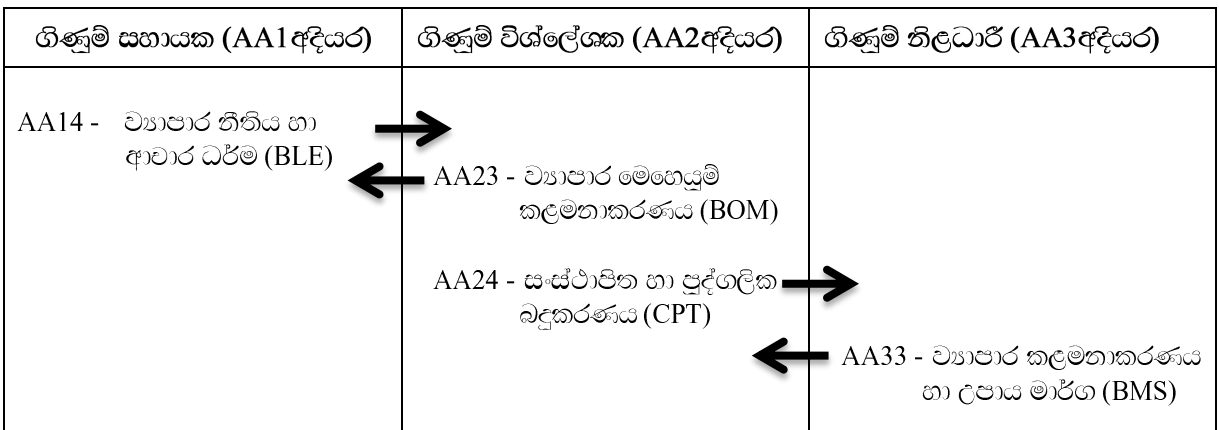 ගිණුම් සහායක (AA1අදියර)
ගිණුම් විශ්ලේශක (AA2අදියර)
ගිණුම් නිළධාරී (AA3අදියර)
AA14 - ව්‍යාපාර නීතිය හා
ආචාර ධර්ම (BLE)
AA23 - ව්‍යාපාර මෙහෙයුම්
කළමනාකරණය (BOM)
AA24 - සංස්ථාපිත හා පුද්ගලික
බදුකරණය (CPT)
AA33 - ව්‍යාපාර කළමනාකරණය
හා උපාය මාර්ග (BMS)